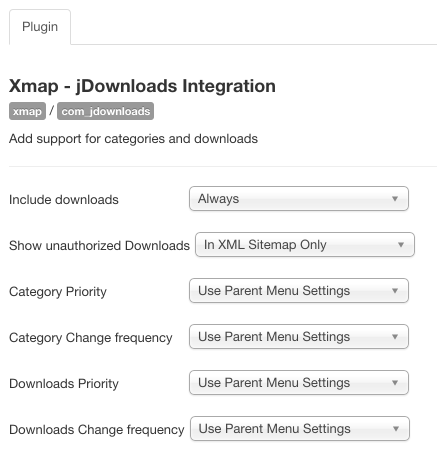 Plugin
Xmap - jDownloads Integration
xmap / com_jdownloads
Add support for categories and downloads
Include downloads Always
Show unauthorized Downloads In XML Sitemap Only
Category Priority Use Parent Menu Settings
Category Change frequency Use Parent Menu Settings
Downloads Priority Use Parent Menu Settings
Downloads Change frequency Use Parent Menu Settings